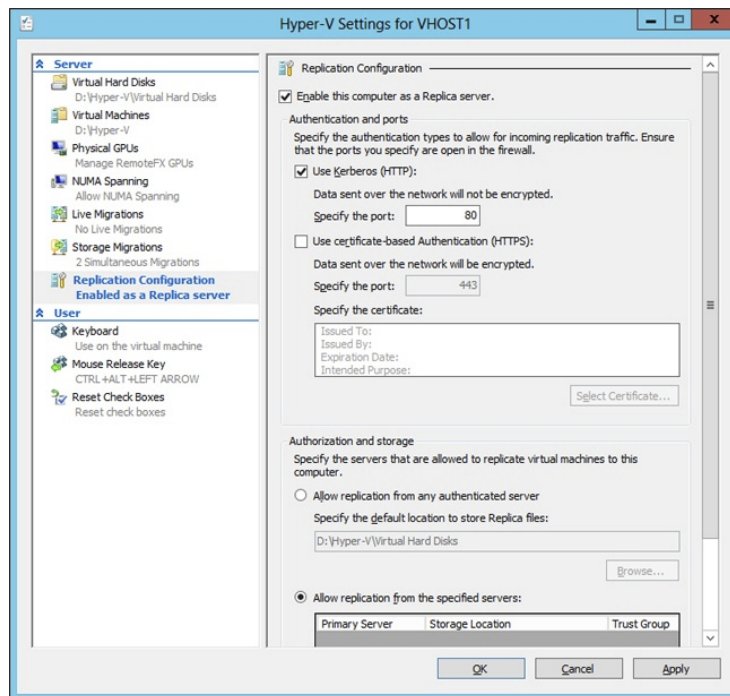 Hyper-V Settings for VHOST1
Server
Virtual Hard Disks
D:\Hyper-V\Virtual Hard Disks
Virtual Machines
D:\Hyper-V
Physical GPUs
Manage RemoteFX GPUs
NUMA Spanning
Allow NUMA Spanning
Live Migrations
No Live Migrations
Storage Migrations
2 Simultaneous Migrations
Replication Configuration
Enabled as a Replica server
User
Keyboard
Use on the virtual machine
Mouse Release Key
CTRL+ALT+LEFT ARROW
Reset Check Boxes
Reset check boxes
Replication Configuration
Enable this computer as a Replica server.
Authentication and ports
Specify the authentication types to allow for incoming replication traffic. Ensure
that the ports you specify are open in the firewall.
Use Kerberos (HTTP):
Data sent over the network will not be encrypted.
Specify the port: 80
Use certificate-based Authentication (HTTPS):
Data sent over the network will be encrypted.
Specify the port: 443
Specify the certificate:
Issued To:
Issued By:
Expiration Date:
Intended Purpose:
Select Certificate...
Authorization and storage
Specify the servers that are allowed to replicate virtual machines to this
computer.
Allow replication from any authenticated server
Specify the default location to store Replica files:
D:\Hyper-V\Virtual Hard Disks
Browse...
Allow replication from the specified servers:
Primary Server Storage Location Trust Group
OK Cancel Apply